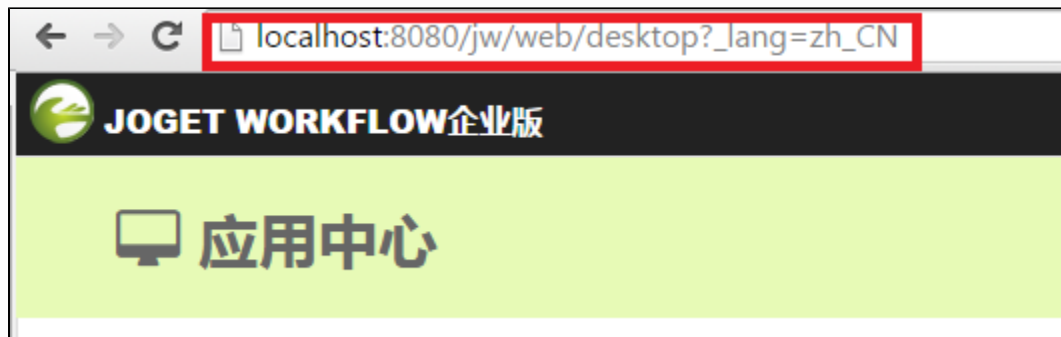 localhost:8080/jw/web/desktop?_lang=zh_CN
JOGET WORKFLOW企业版
应用中心